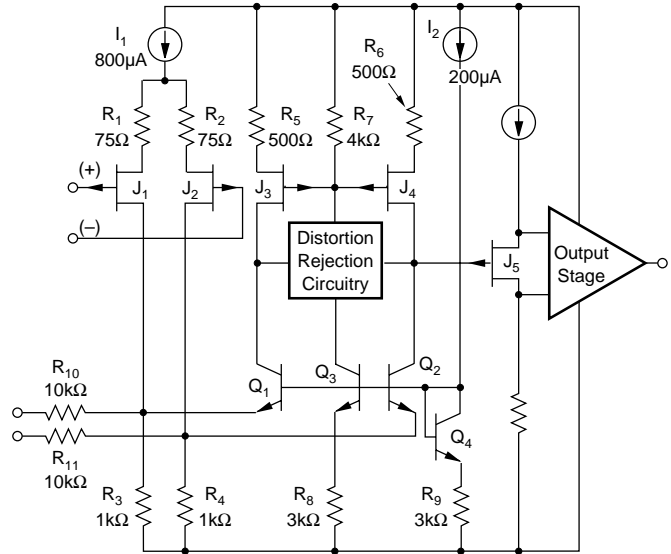 I1
800μA
I2
200μA
R6
500Ω
R1
75Ω
R2
75Ω
R5
500Ω
R7
4kΩ
(+)
J1
J2
J3
J4
(–)
Distortion
Rejection
Circuitry
J5
Output
Stage
R10
10kΩ
Q1
Q3
Q2
Q4
R11
10kΩ
R3
1kΩ
R4
1kΩ
R8
3kΩ
R9
3kΩ